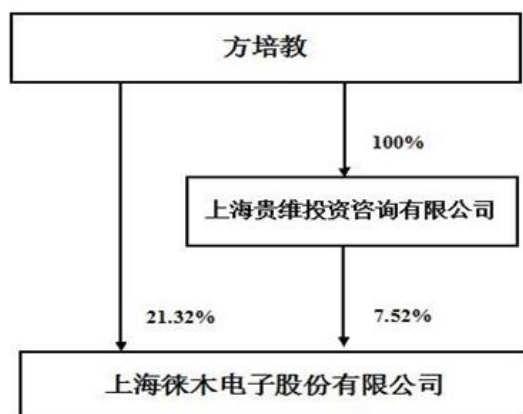 方培教
100%
上海贵维投资咨询有限公司
21.32%
7.52%
上海徕木电子股份有限公司